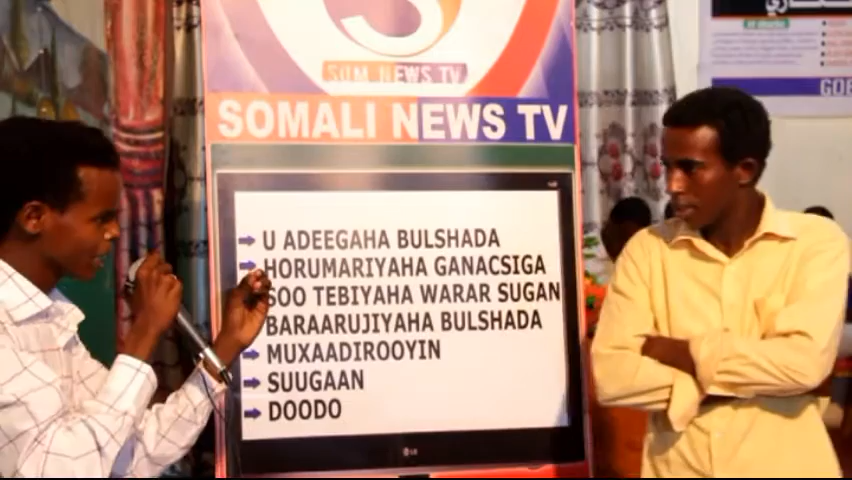 SOM NEWS TV
SOMALI NEWS TV
GOB
U ADEEGAHA BULSHADA
HORUMARIYAHA GANACSIGA
SOO TEBIYAHA WARAR SUGAN
BARAARUJIYAHA BULSHADA
MUXAADIROOYIN
SUUGAAN
DOODO
LG